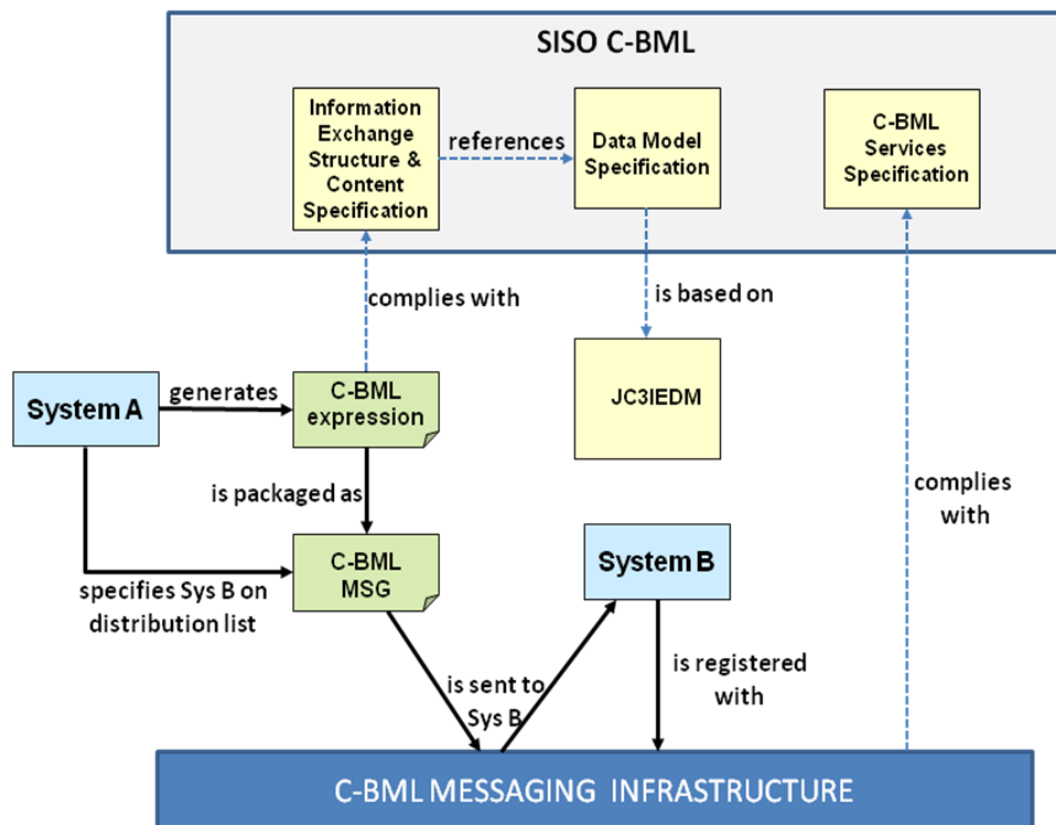 SISO C-BML
Information
Exchange
Structure &
Content
Specification
references
Data Model
Specification
C-BML
Services
Specification
complies with
is based on
System A
generates
C-BML
expression
JC3IEDM
is packaged as
complies
with
specifies Sys B on
distribution list
C-BML
MSG
System B
is sent to
Sys B
is registered
with
C-BML MESSAGING INFRASTRUCTURE